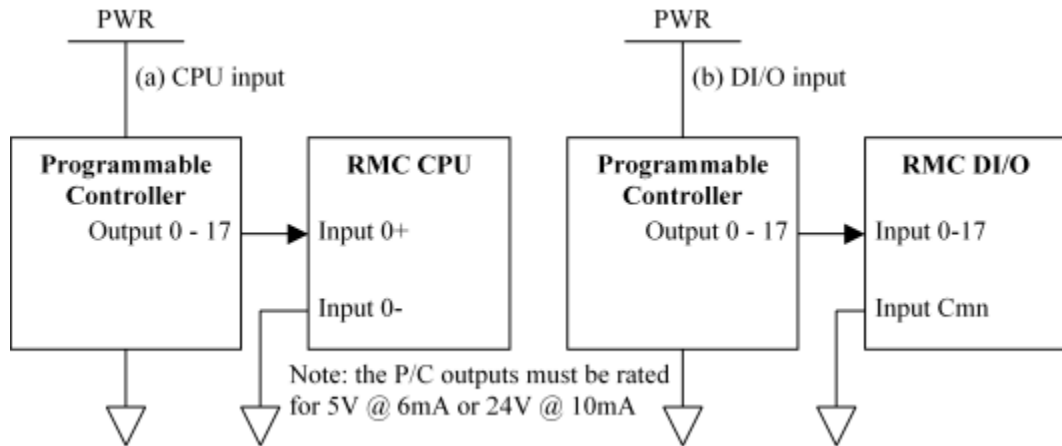 PWR
(a) CPU input
Programmable
Controller
Output 0 - 17
RMC CPU
Input 0+
Input 0-
Note: the P/C outputs must be rated
for 5V @ 6mA or 24V @ 10mA
PWR
(b) DI/O input
Programmable
Controller
Output 0 - 17
RMC DI/O
Input 0-17
Input Cmn